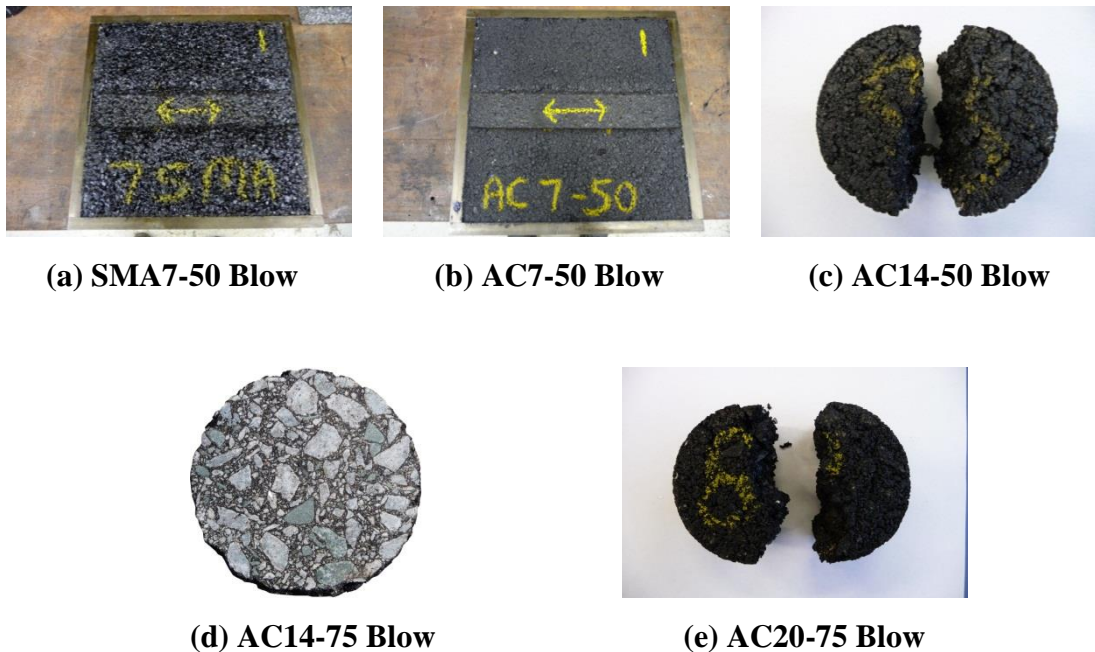 1
7SMA
1
AC7-50
(a) SMA7-50 Blow
(b) AC7-50 Blow
(c) AC14-50 Blow
(d) AC14-75 Blow
(e) AC20-75 Blow